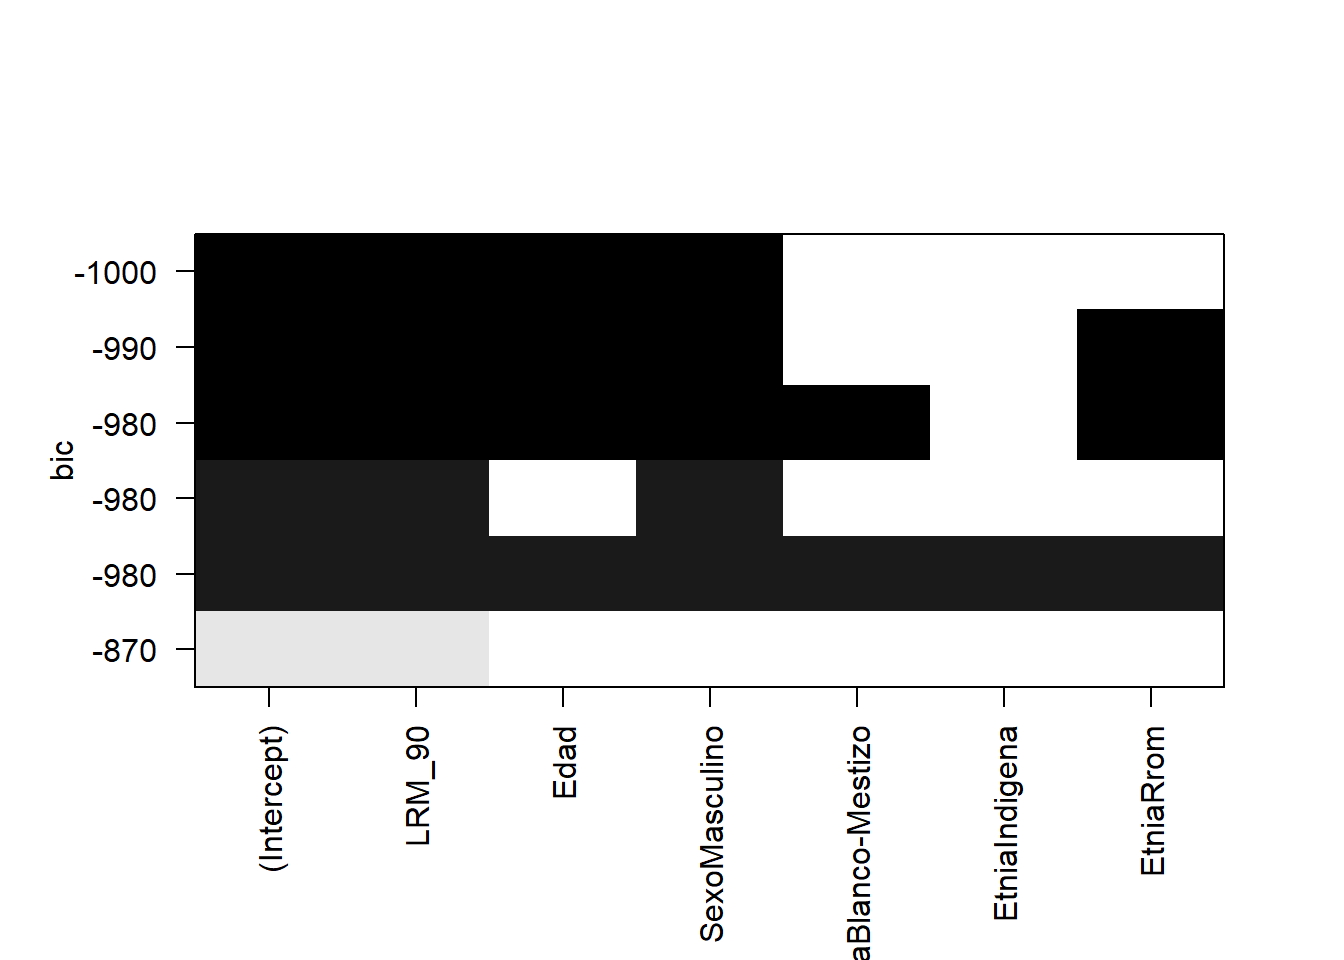 -1000
-990
-980
-980
-980
-870
bic
(Intercept)
LRM_90
Edad
SexoMasculino
aBlanco-Mestizo
EtniaIndigena
EtniaRrom